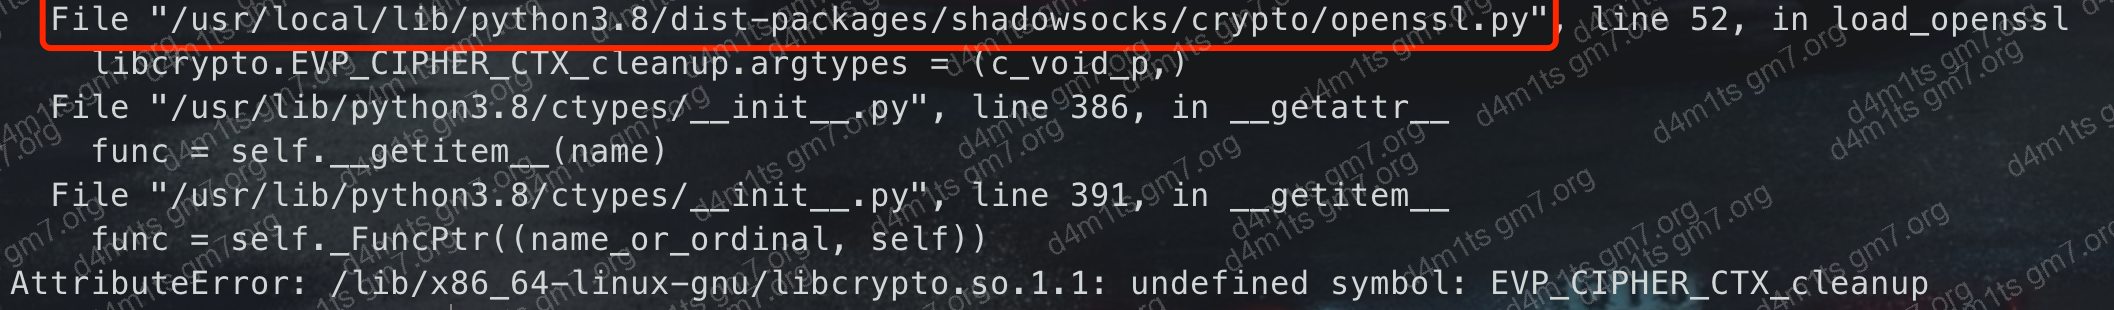 File "/usr/local/lib/python3.8/dist-packages/shadowsocks/crypto/openssl.py", line 52, in load_openssl
libcrypto.EVP_CIPHER_CTX_cleanup.argtypes = (c_void_p,)
File "/usr/lib/python3.8/ctypes/__init__.py", line 386, in __getattr__
func = self.__getitem__(name)
File "/usr/lib/python3.8/ctypes/__init__.py", line 391, in __getitem__
func = self._FuncPtr((name_or_ordinal, self))
AttributeError: /lib/x86_64-linux-gnu/libcrypto.so.1.1: undefined symbol: EVP_CIPHER_CTX_cleanup
d4m1ts gm7.org